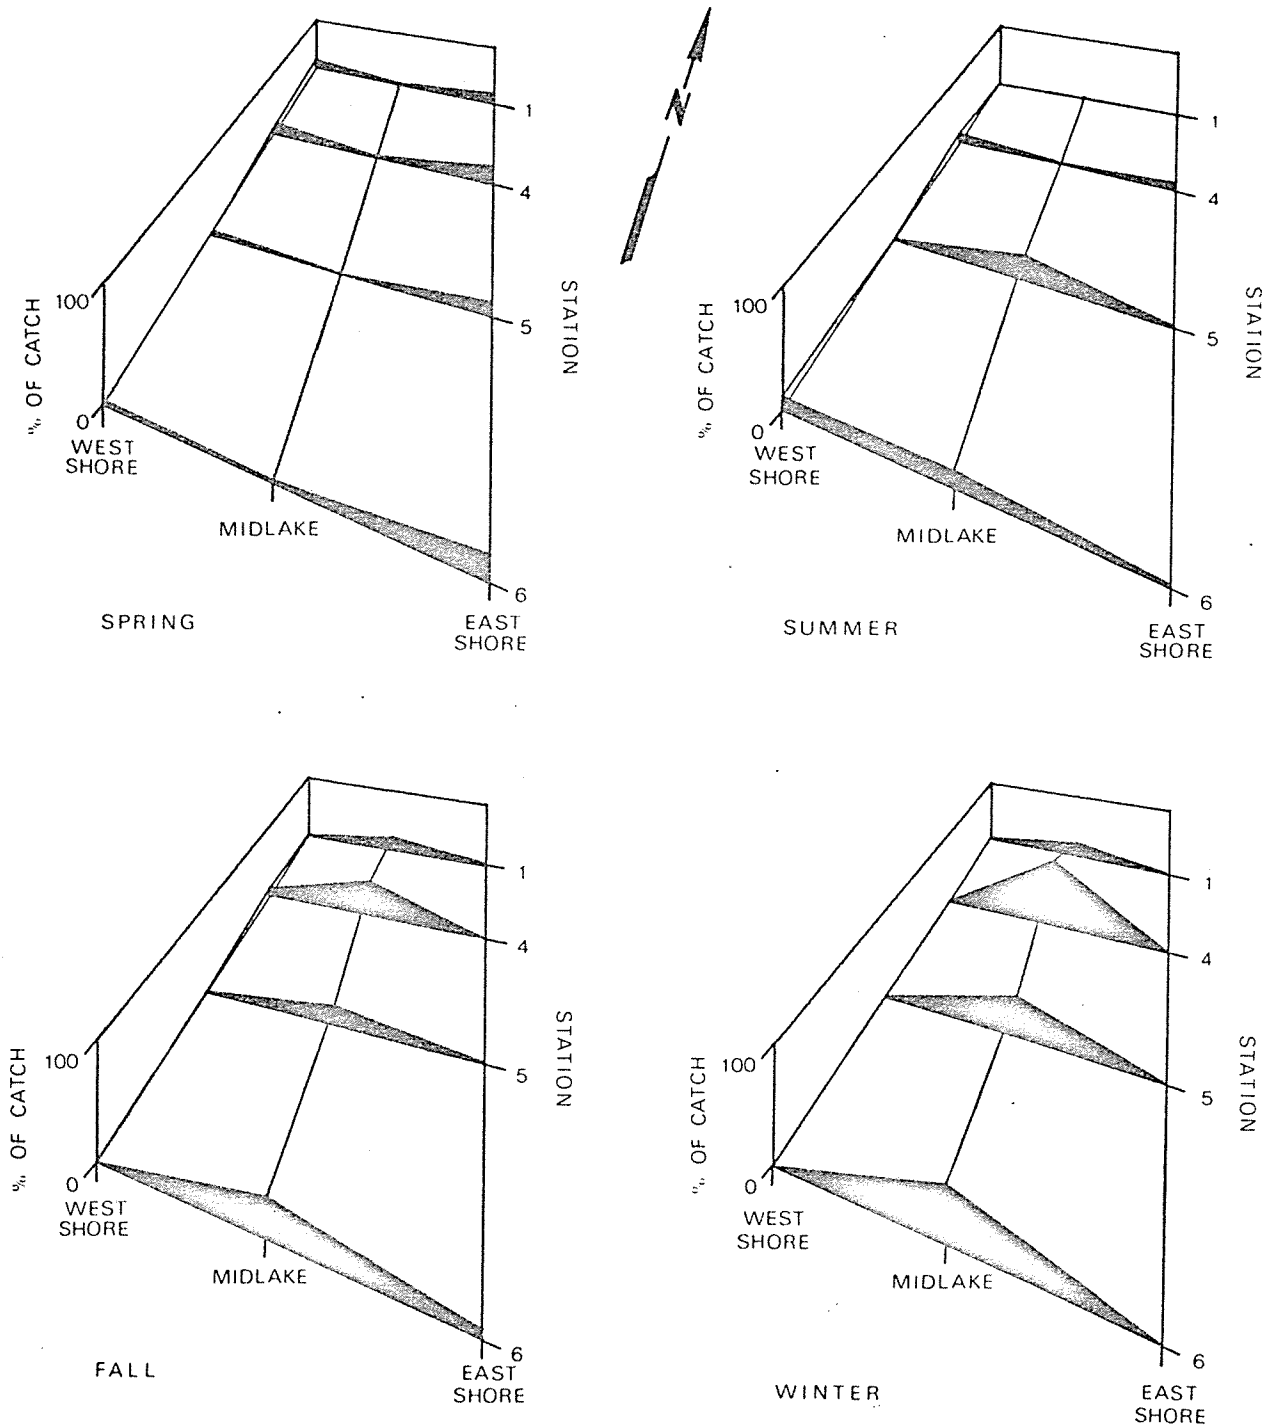 N
1
4
5
6
STATION
100
0
%. OF CATCH
WEST
SHORE
MIDLAKE
EAST
SHORE
SPRING
1
4
5
6
STATION
100
0
%. OF CATCH
WEST
SHORE
MIDLAKE
EAST
SHORE
SUMMER
1
4
5
6
STATION
100
0
%. OF CATCH
WEST
SHORE
MIDLAKE
EAST
SHORE
FALL
1
4
5
6
STATION
100
0
%. OF CATCH
WEST
SHORE
MIDLAKE
EAST
SHORE
WINTER